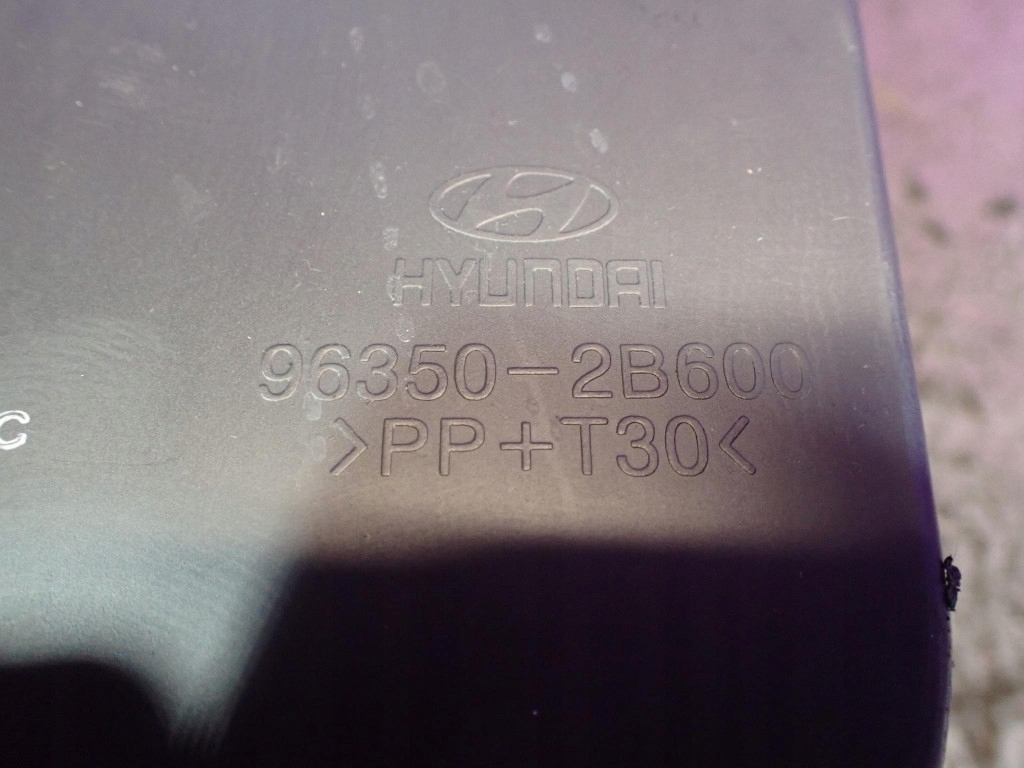 HYUNDAI
96350-2B600
>PP+T30<
C